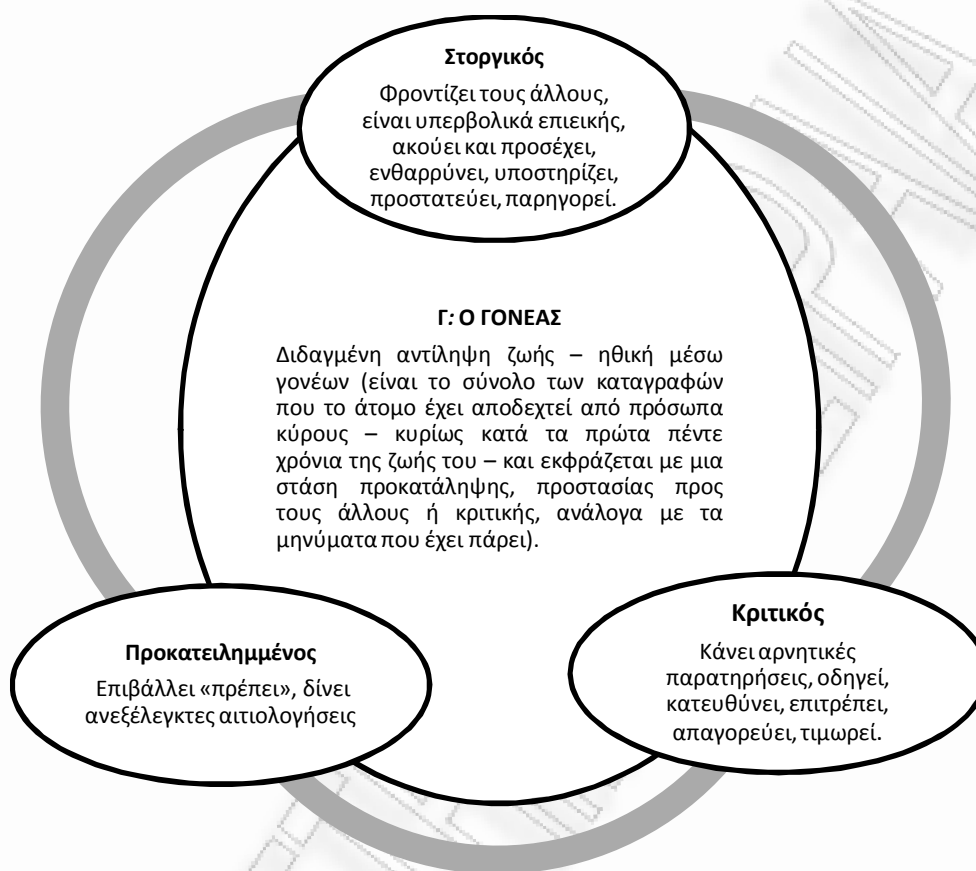 Στοργικός
Φροντίζει τους άλλους,
είναι υπερβολικά επιεικής,
ακούει και προσέχει,
ενθαρρύνει, υποστηρίζει,
προστατεύει, παρηγορεί.
Γ: Ο ΓΟΝΕΑΣ
Διδαγμένη αντίληψη ζωής – ηθική μέσω
γονέων (είναι το σύνολο των καταγραφών
που το άτομο έχει αποδεχτεί από πρόσωπα
κύρους – κυρίως κατά τα πρώτα πέντε
χρόνια της ζωής του – και εκφράζεται με μια
στάση προκατάληψης, προστασίας προς
τους άλλους ή κριτικής, ανάλογα με τα
μηνύματα που έχει πάρει).
Προκατειλημμένος
Επιβάλλει «πρέπει», δίνει
ανεξέλεγκτες αιτιολογήσεις
Κριτικός
Κάνει αρνητικές
παρατηρήσεις, οδηγεί,
κατευθύνει, επιτρέπει,
απαγορεύει, τιμωρεί.